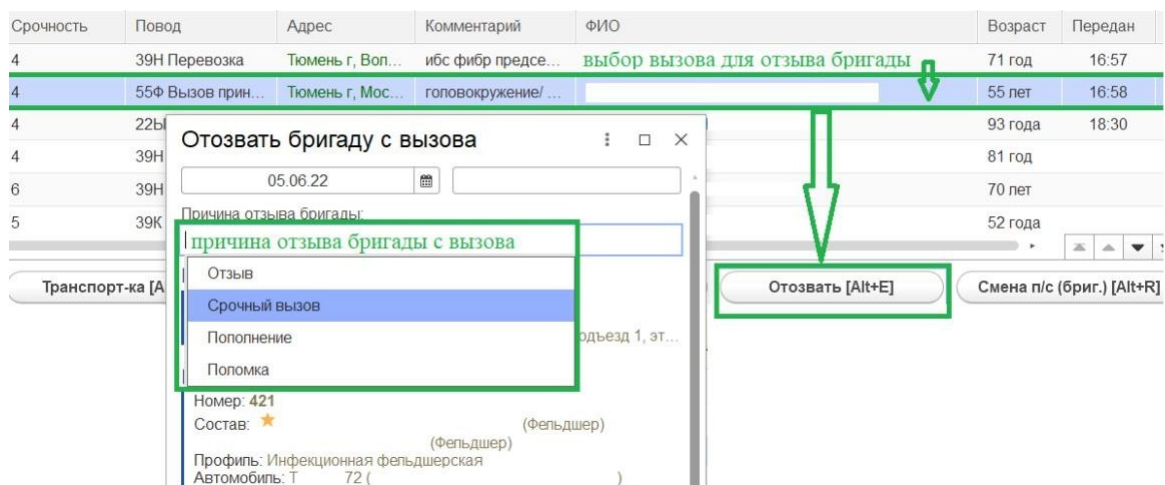 Срочность Повод Адрес Комментарий ФИО Возраст Передан
4 39Н Перевозка Тюмень г, Вол... ибс фибр предсе... выбор вызова для отзыва бригады 71 год 16:57
4 55Ф Вызов прин... Тюмень г, Мос... головокружение/ ... 55 лет 16:58
4 22Ы 93 года 18:30
4 39Н 81 год
6 39Н 70 лет
5 39К 52 года
Отозвать бригаду с вызова
05.06.22
Причина отзыва бригады:
причина отзыва бригады с вызова
Отзыв
Срочный вызов
Пополнение
Поломка
Транспорт-ка [A Отозвать [Alt+E] Смена п/с (бриг.) [Alt+R]
одъезд 1, эт...
Номер: 421
Состав: (Фельдшер)
(Фельдшер)
Профиль: Инфекционная фельдшерская
Автомобиль: Т 72 ( )